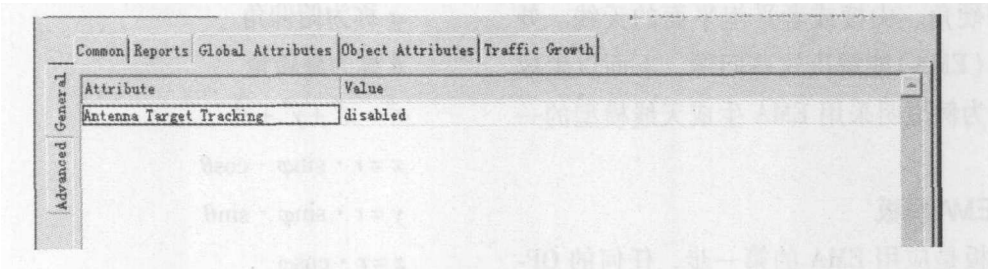 Common Reports Global Attributes Object Attributes Traffic Growth
General
Advanced
Attribute Value
Antenna Target Tracking disabled